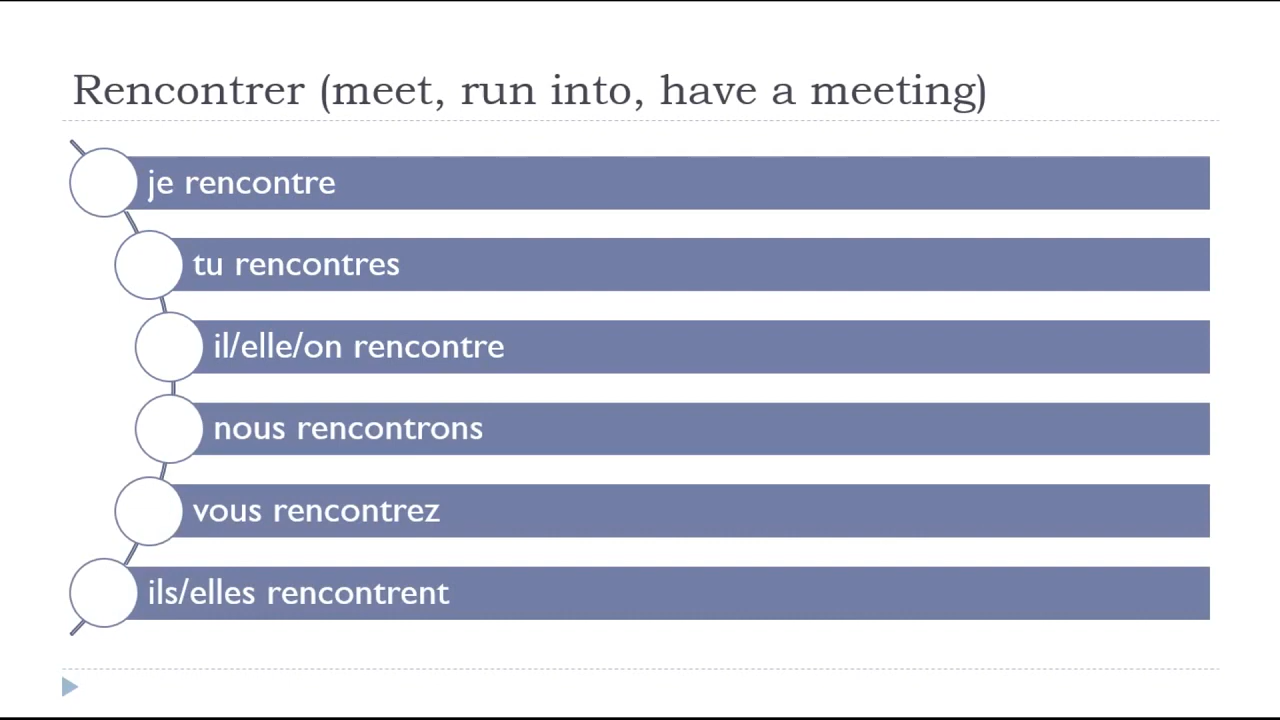 Rencontrer (meet, run into, have a meeting)
je rencontre
tu rencontres
il/elle/on rencontre
nous rencontrons
vous rencontrez
ils/elles rencontrent